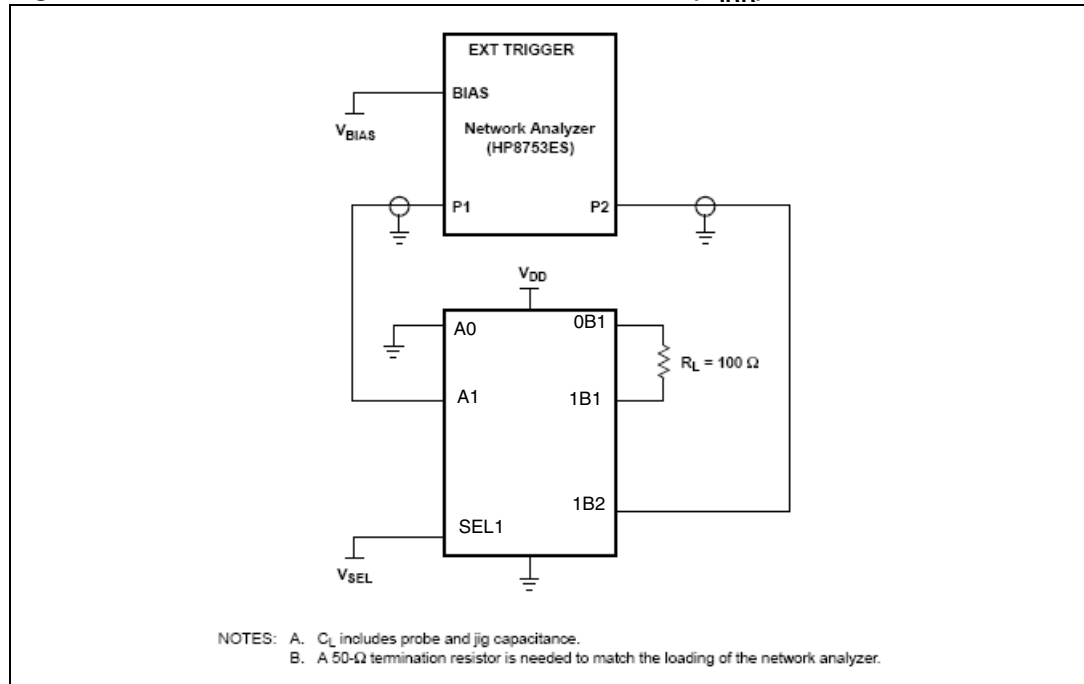 EXT TRIGGER
BIAS
VBIAS
Network Analyzer
(HP8753ES)
P1
P2
VDD
A0
0B1
RL = 100 Ω
A1
1B1
1B2
SEL1
VSEL
NOTES: A. CL includes probe and jig capacitance.
B. A 50-Ω termination resistor is needed to match the loading of the network analyzer.